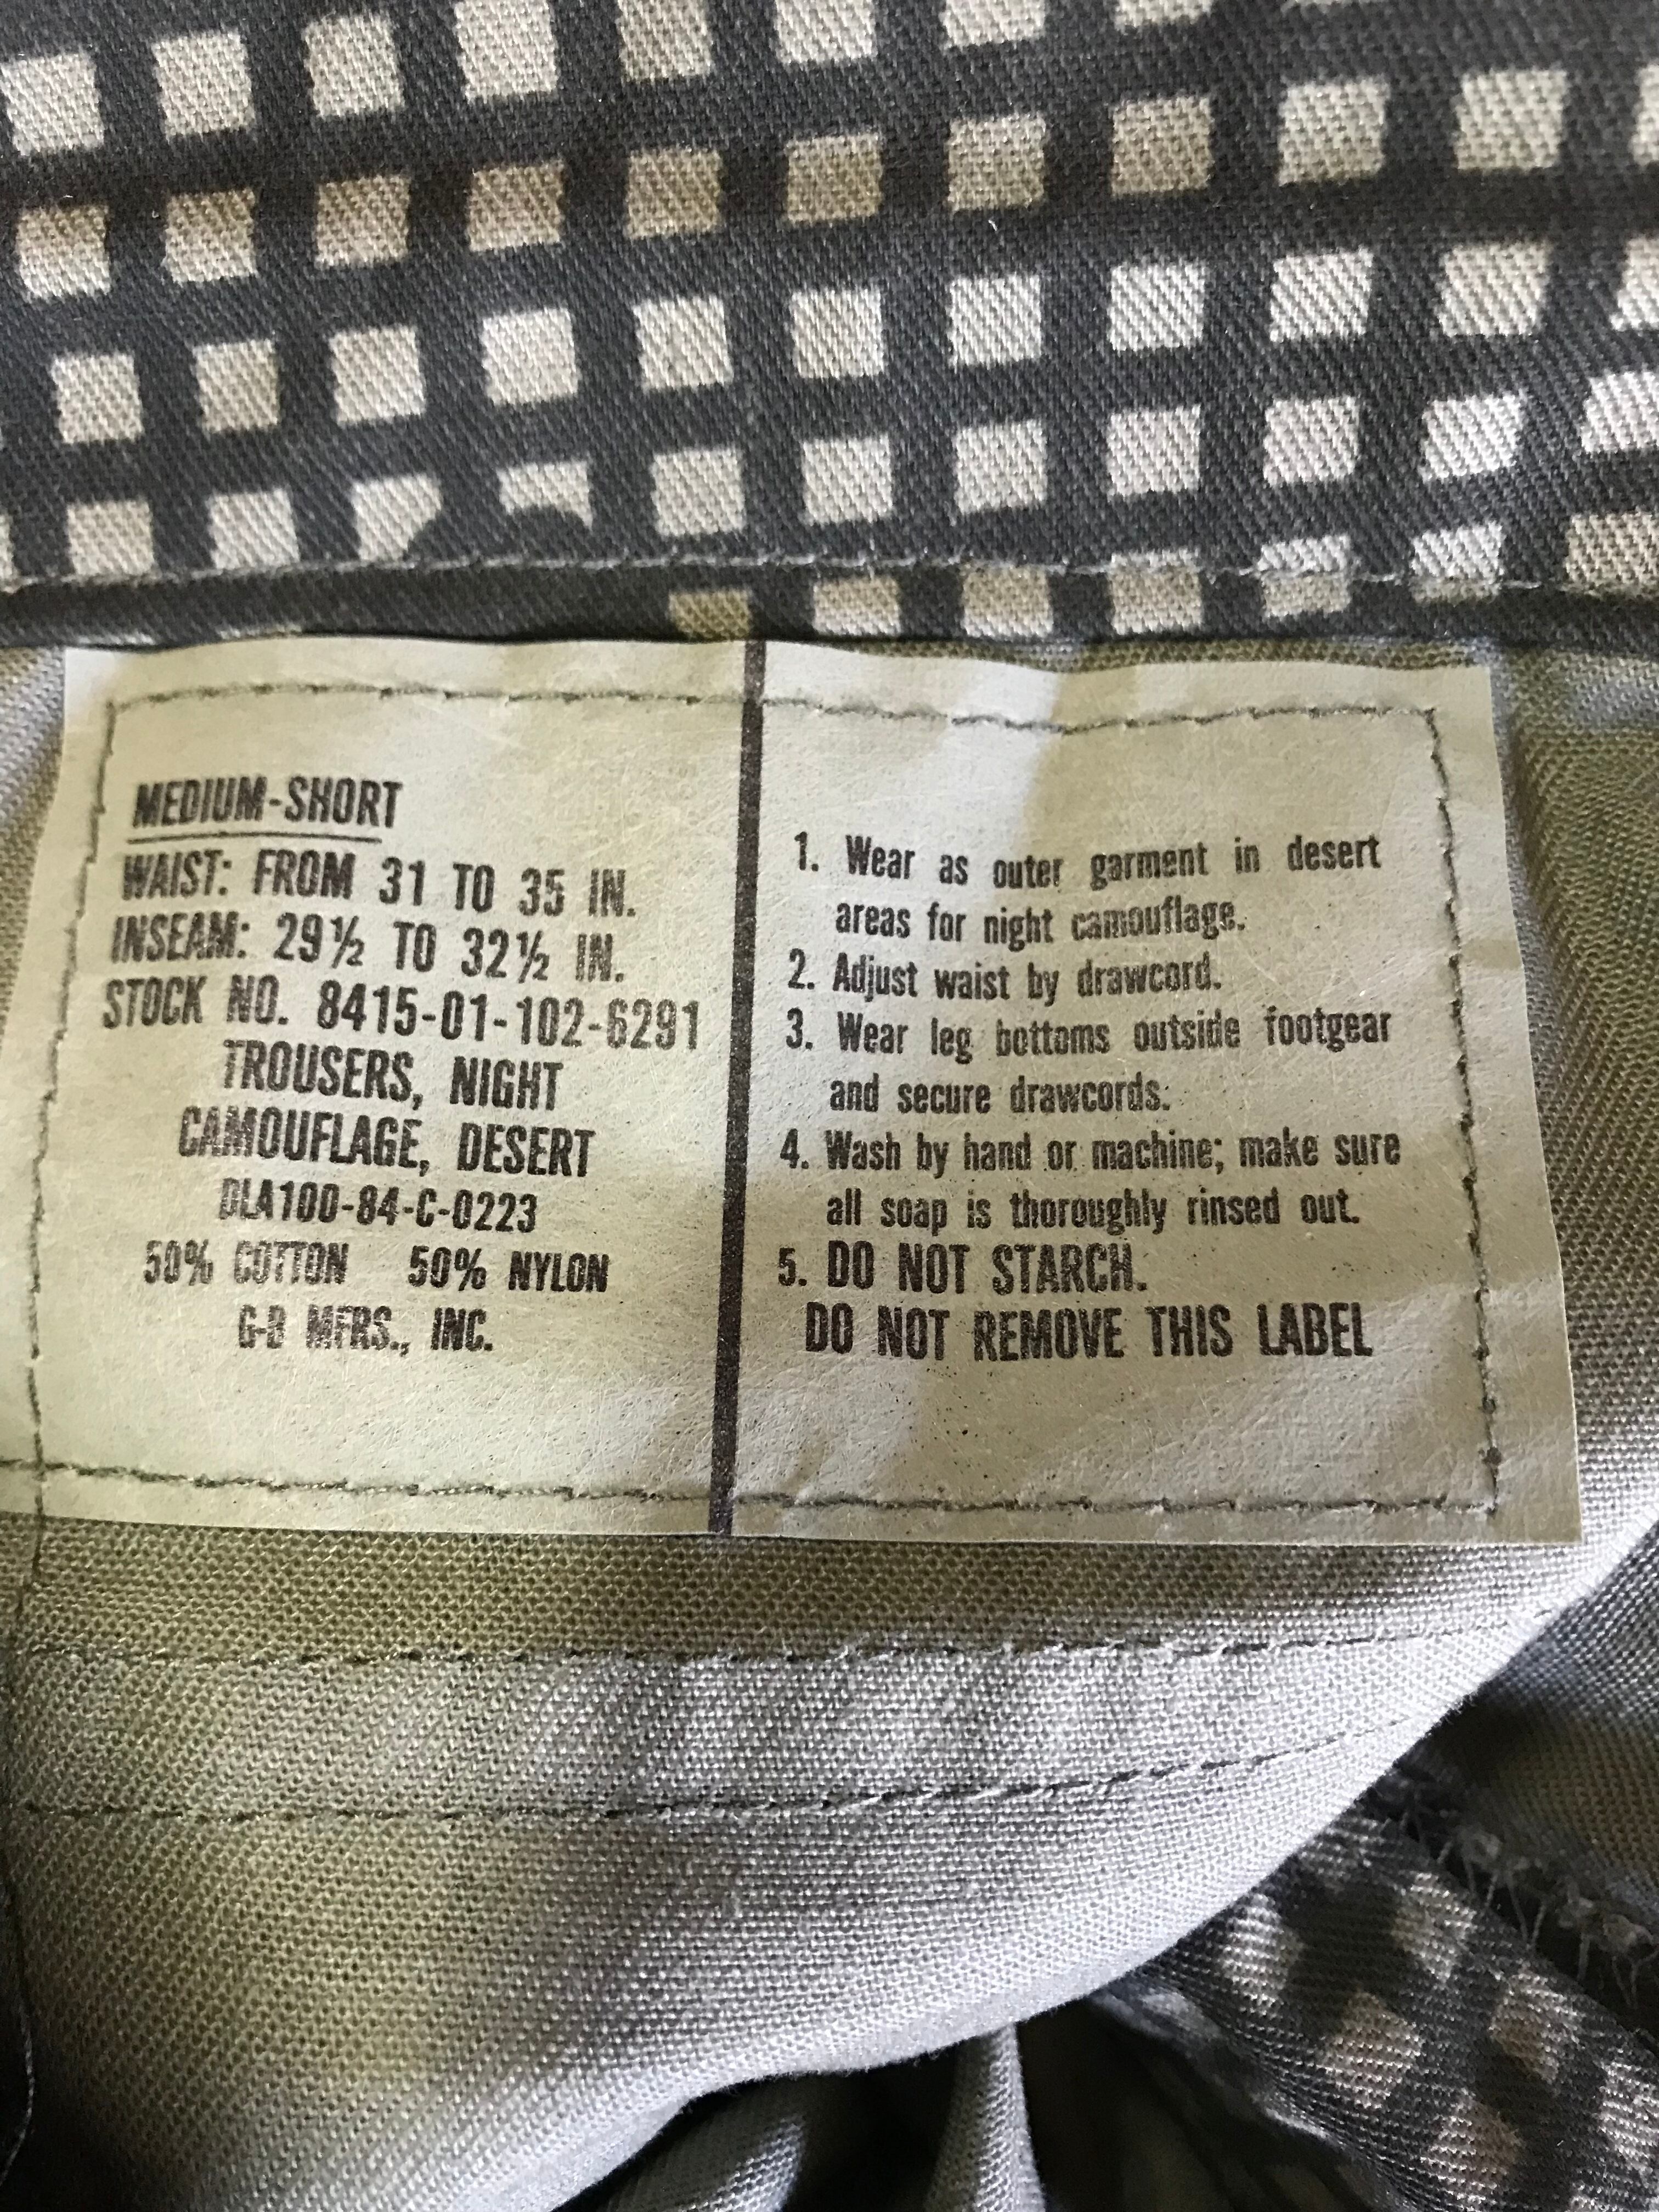 MEDIUM-SHORT
WAIST: FROM 31 TO 35 IN.
INSEAM: 29½ TO 32½ IN.
STOCK NO. 8415-01-102-6291
TROUSERS, NIGHT
CAMOUFLAGE, DESERT
DLA100-84-C-0223
50% COTTON 50% NYLON
G-B MFRS., INC.
1. Wear as outer garment in desert
areas for night camouflage.
2. Adjust waist by drawcord.
3. Wear leg bottoms outside footgear
and secure drawcords.
4. Wash by hand or machine; make sure
all soap is thoroughly rinsed out.
5. DO NOT STARCH.
DO NOT REMOVE THIS LABEL